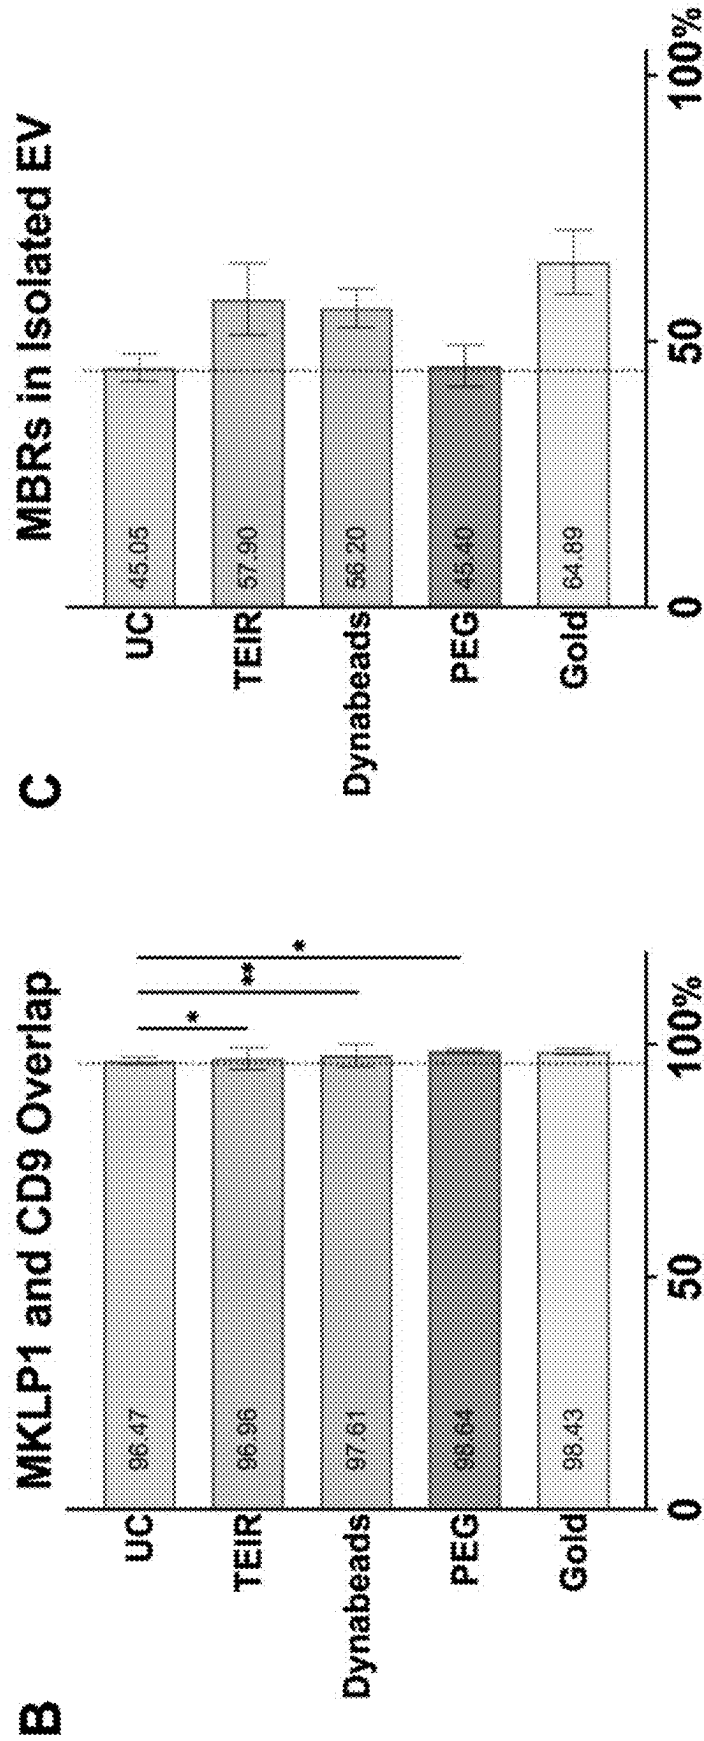 B
MKLP1 and CD9 Overlap
UC
96.47
TEIR
96.96
Dynabeads
97.61
PEG
98.64
Gold
98.43
*
**
*
0
50
100%
C
MBRs in Isolated EV
UC
45.05
TEIR
57.90
Dynabeads
56.20
PEG
45.40
Gold
64.89
0
50
100%